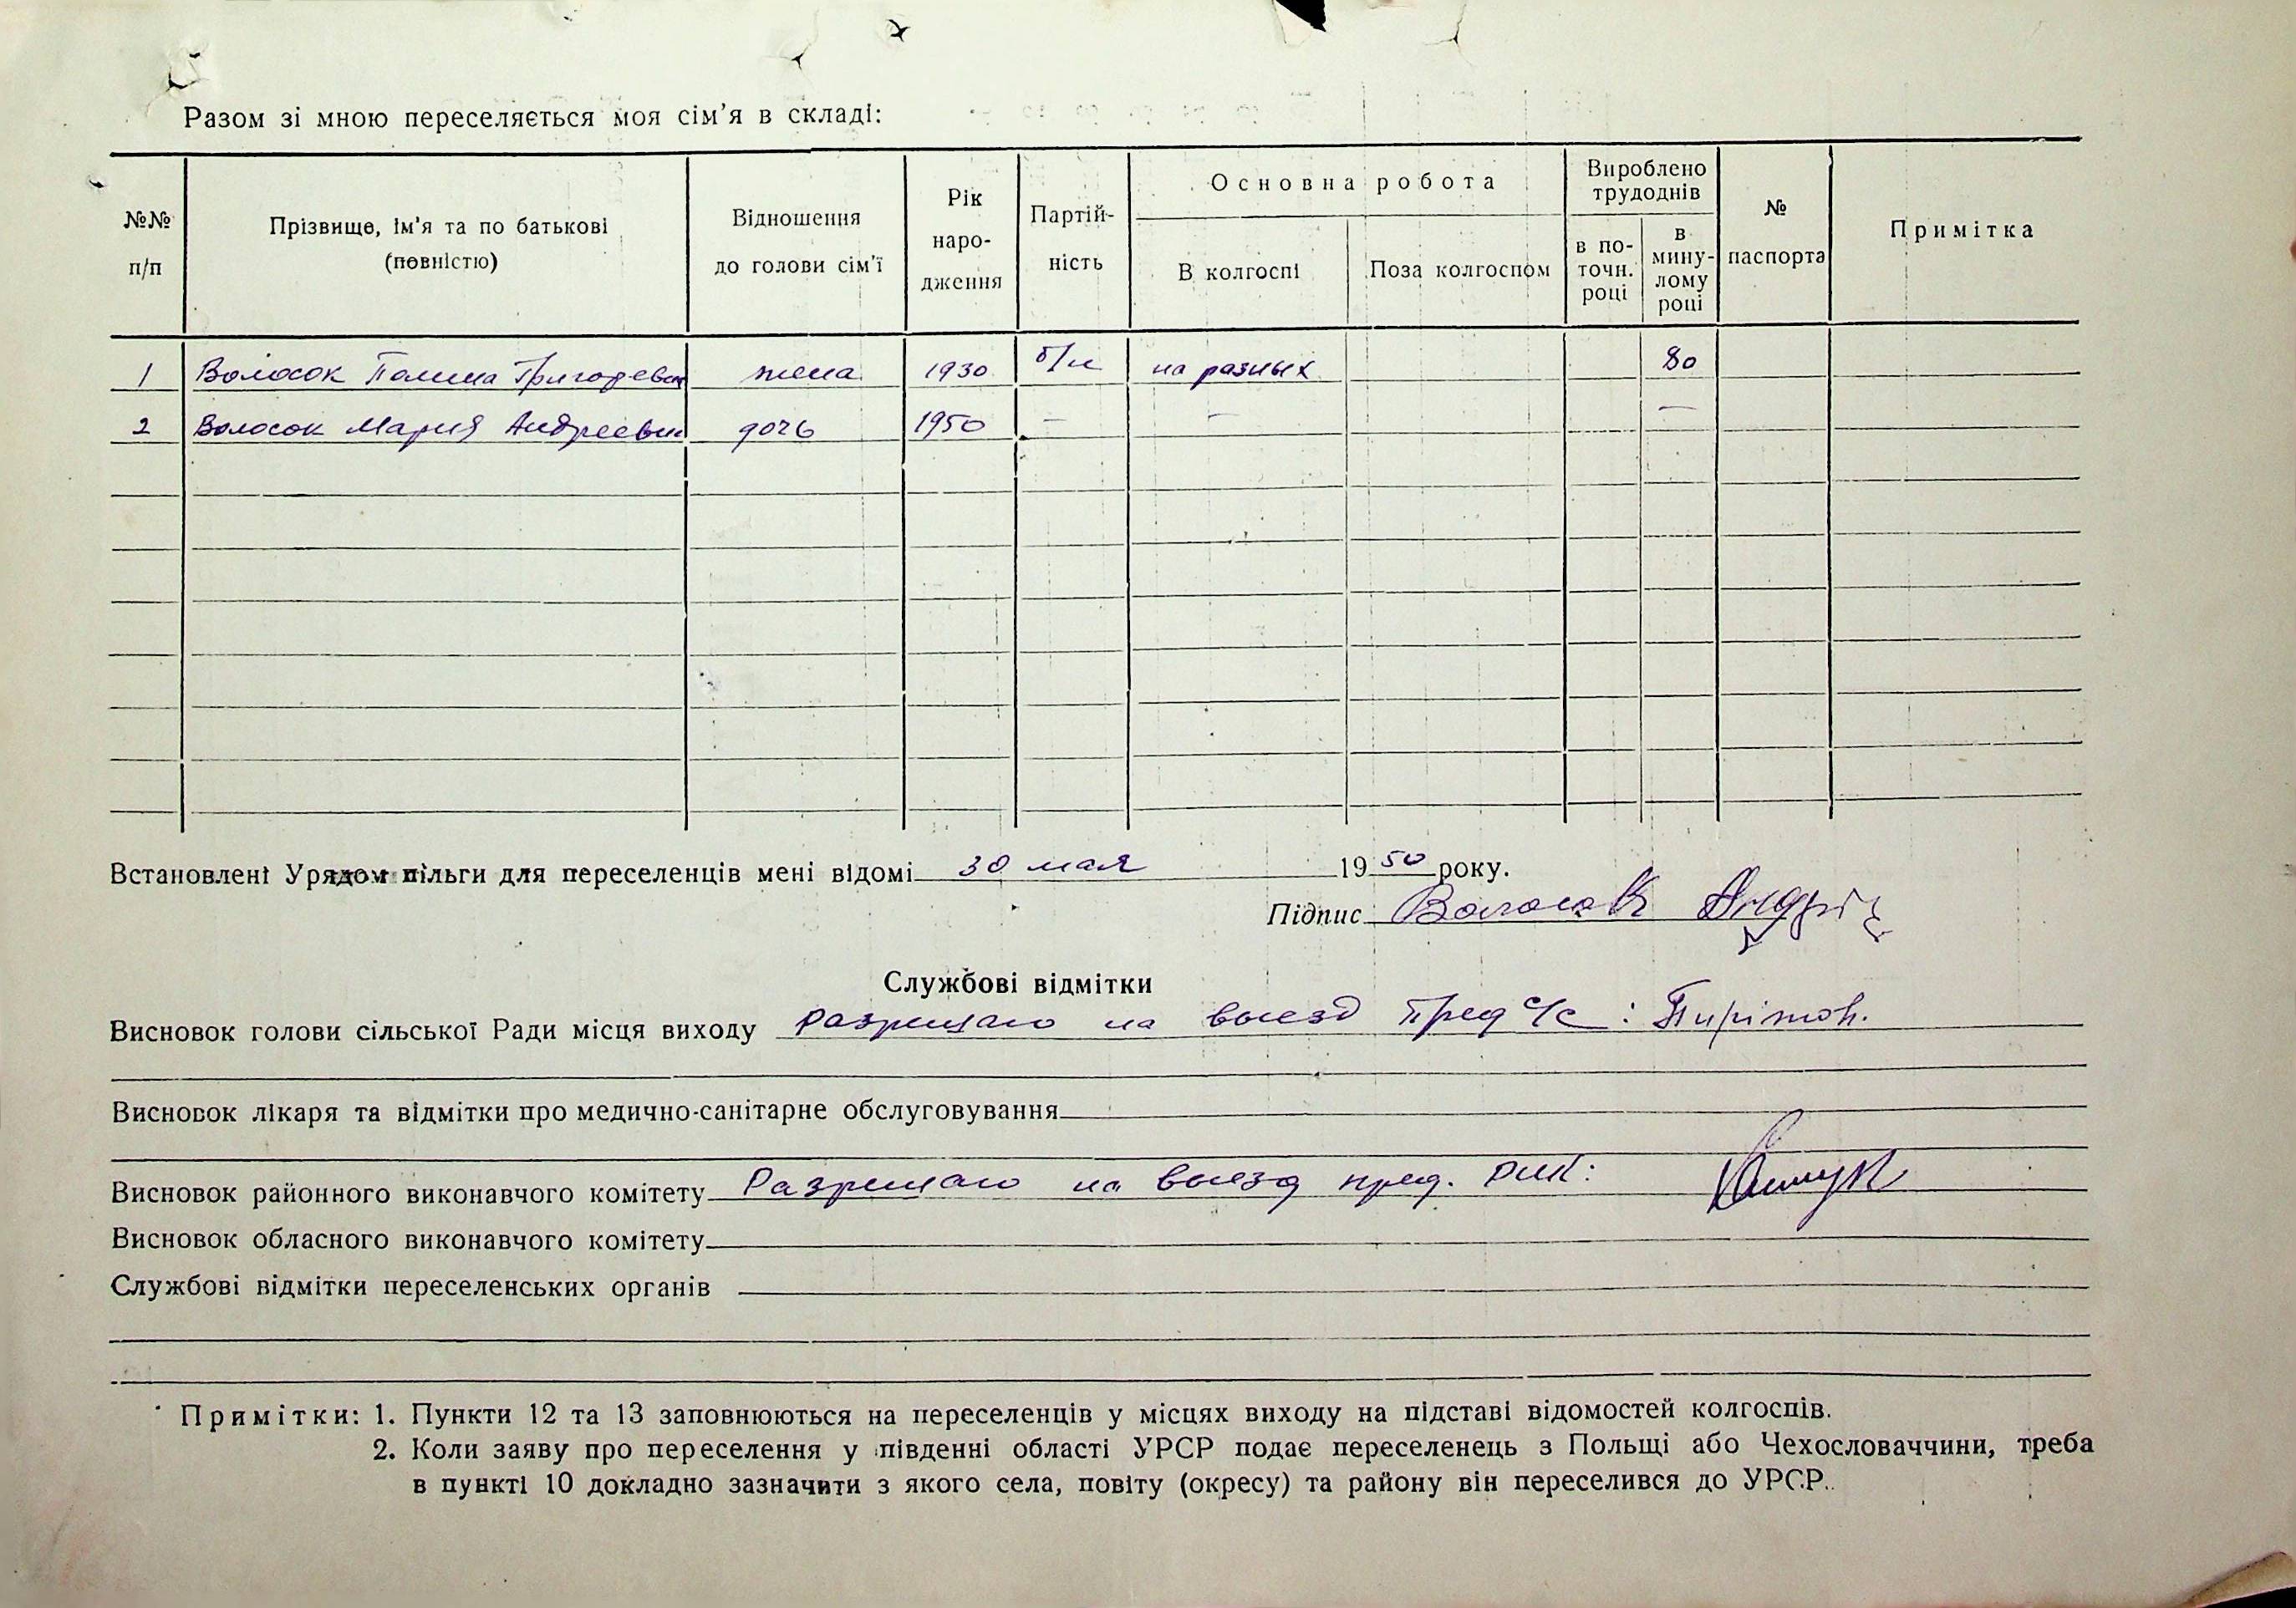 Разом зі мною переселяється моя сім'я в складі:
№№ п/п
Прізвище, ім'я та по батькові (повністю)
Відношення до голови сім'ї
Рік народження
Партійність
Основна робота
В колгоспі
Поза колгоспом
Вироблено трудоднів
в поточн. році
в минулому році
№ паспорта
Примітка
1 Волосок Полина Григорьевн жена 1930 б/п на разных 80
2 Волосок Мария Андреевна дочь 1950 — — —
Встановлені Урядом пільги для переселенців мені відомі 30 мая 1950 року.
Підпис Волосок Андрій
Службові відмітки
Висновок голови сільської Ради місця виходу разрешаю на выезд пред с/с:
Висновок лікаря та відмітки про медично-санітарне обслуговування
Висновок районного виконавчого комітету Разрешаю на выезд пред. РИК:
Висновок обласного виконавчого комітету
Службові відмітки переселенських органів
Примітки: 1. Пункти 12 та 13 заповнюються на переселенців у місцях виходу на підставі відомостей колгоспів.
2. Коли заяву про переселення у південні області УРСР подає переселенець з Польщі або Чехословаччини, треба
в пункті 10 докладно зазначити з якого села, повіту (окресу) та району він переселився до УРСР.